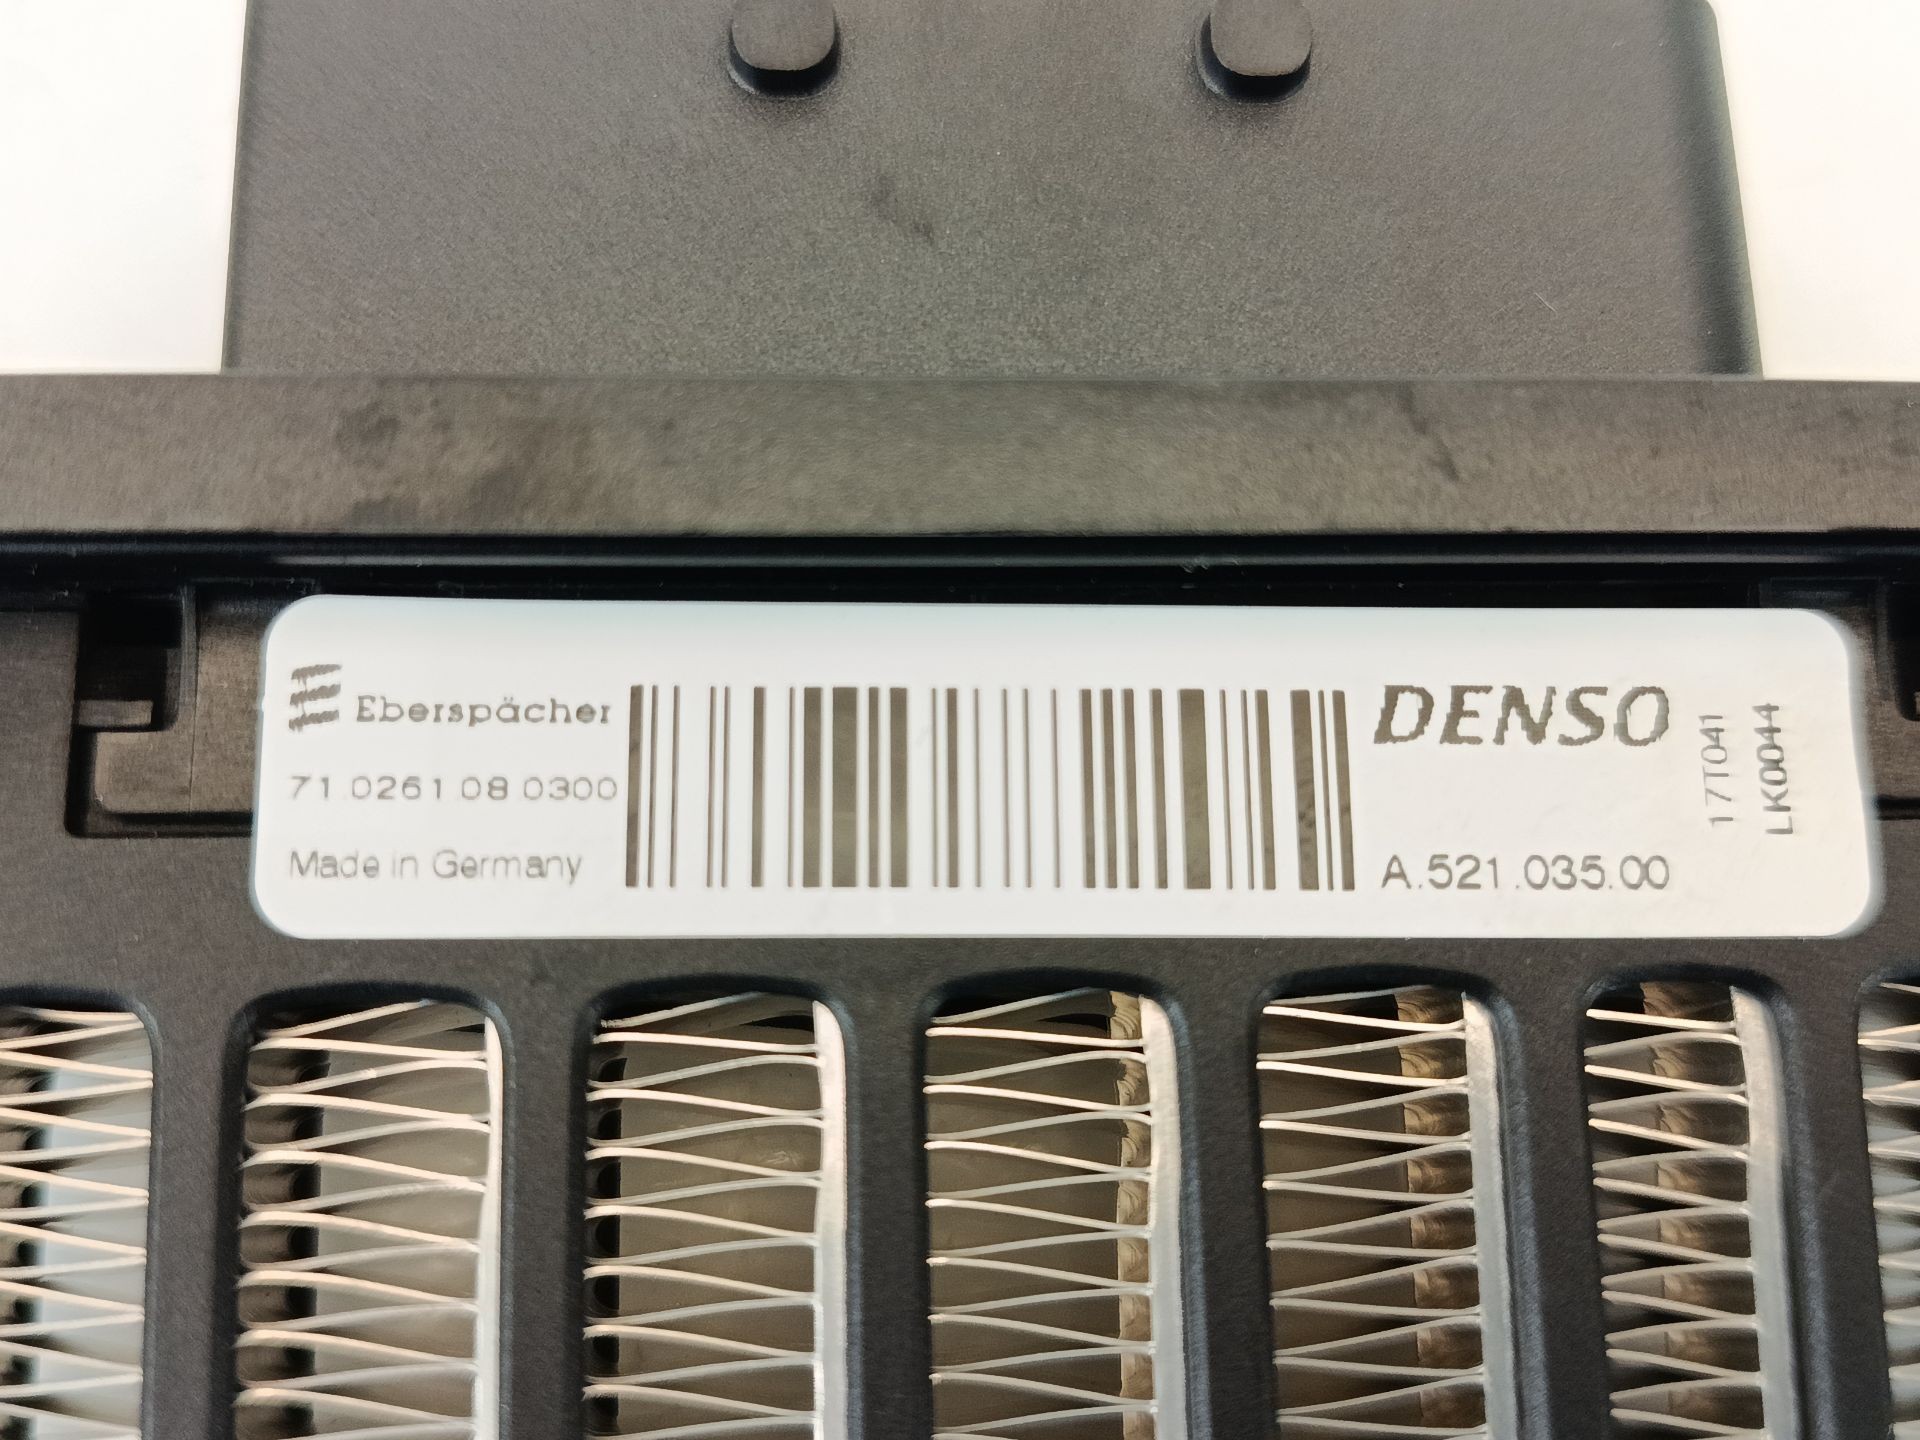 Eberspächer
71.0261.08.0300
Made in Germany
DENSO
A.521.035.00
17T041
LK0044